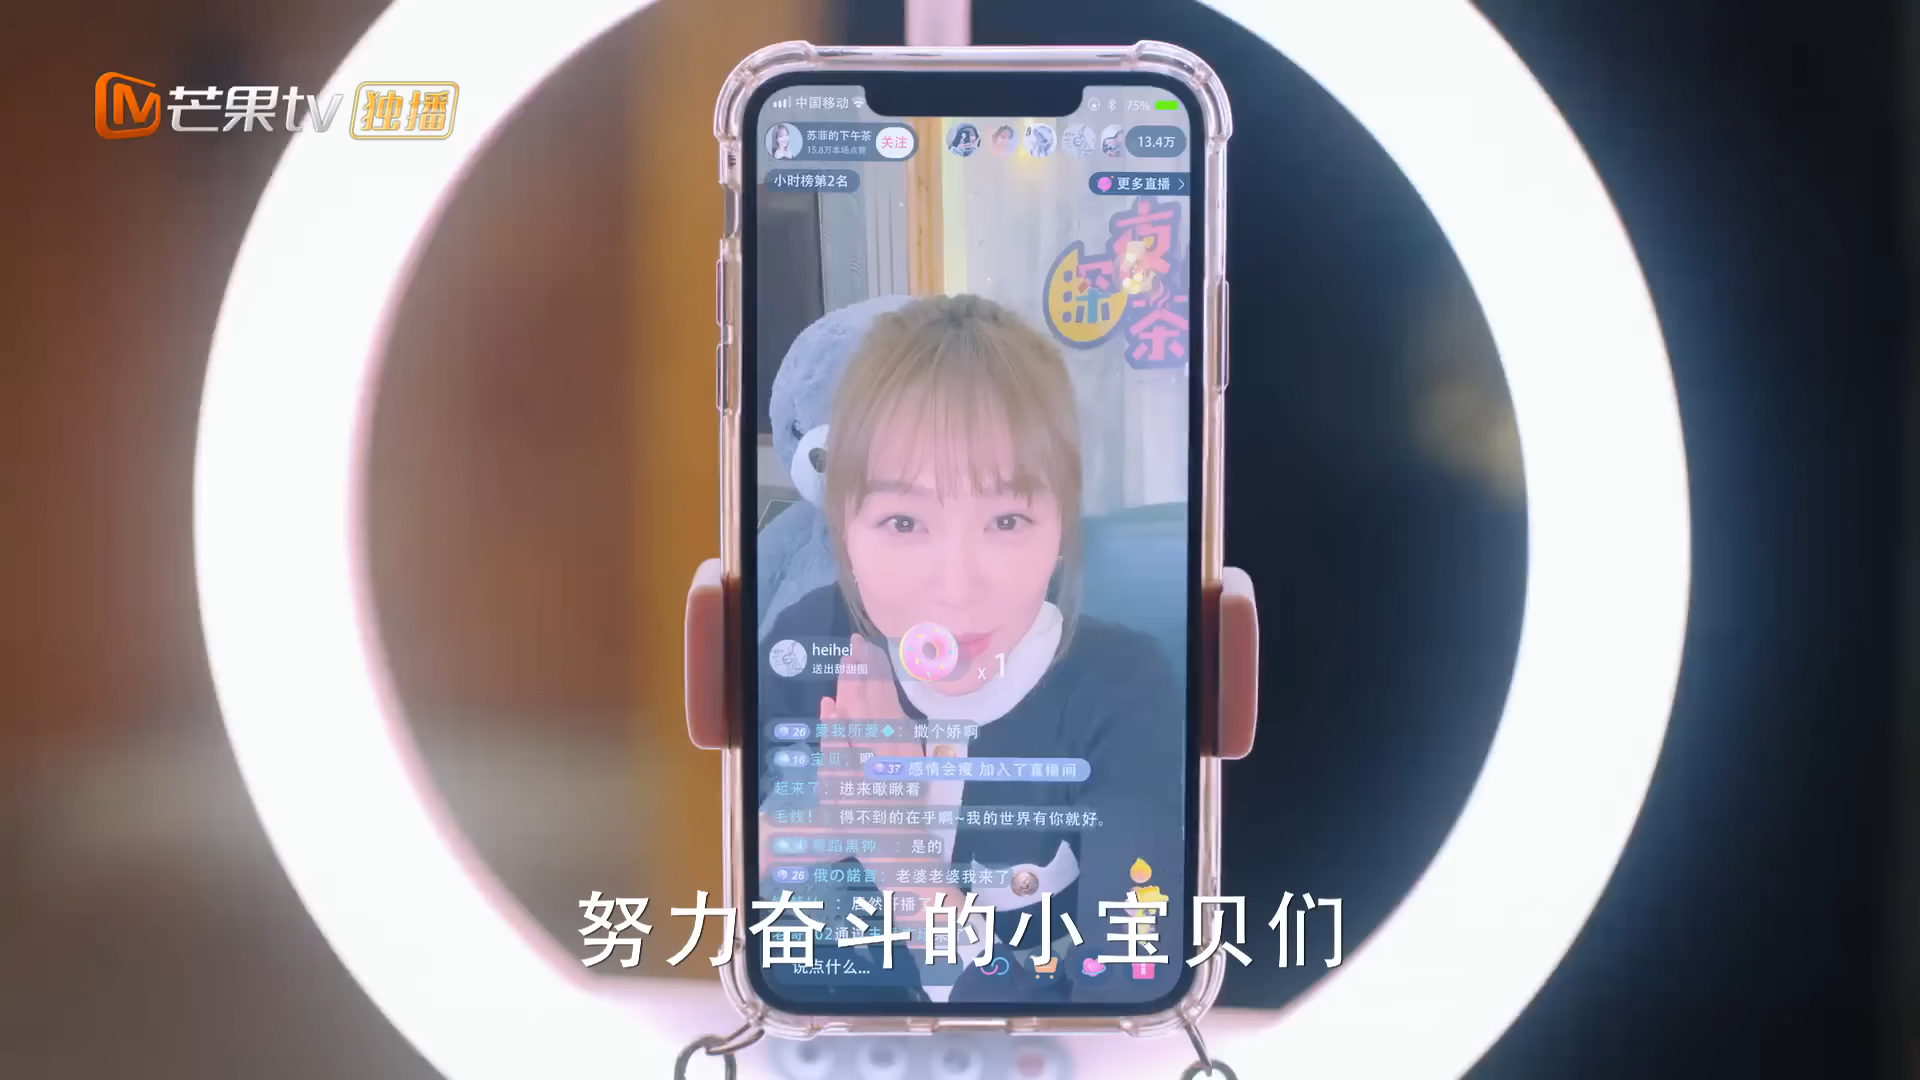 芒果tv 独播
中国移动 75%
苏菲的下午茶
15.8万本场点赞
关注
13.4万
小时榜第2名
更多直播
深夜茶
heihei
送出甜甜圈
x 1
26 愛我所愛◆：撒个娇啊
16 宝贝，
37 感情会瘦 加入了直播间
起来了：进来瞅瞅看
得不到的在乎啊~我的世界有你就好。
：是的
26 俄の諾言：老婆老婆我来了
努力奋斗的小宝贝们
说点什么...